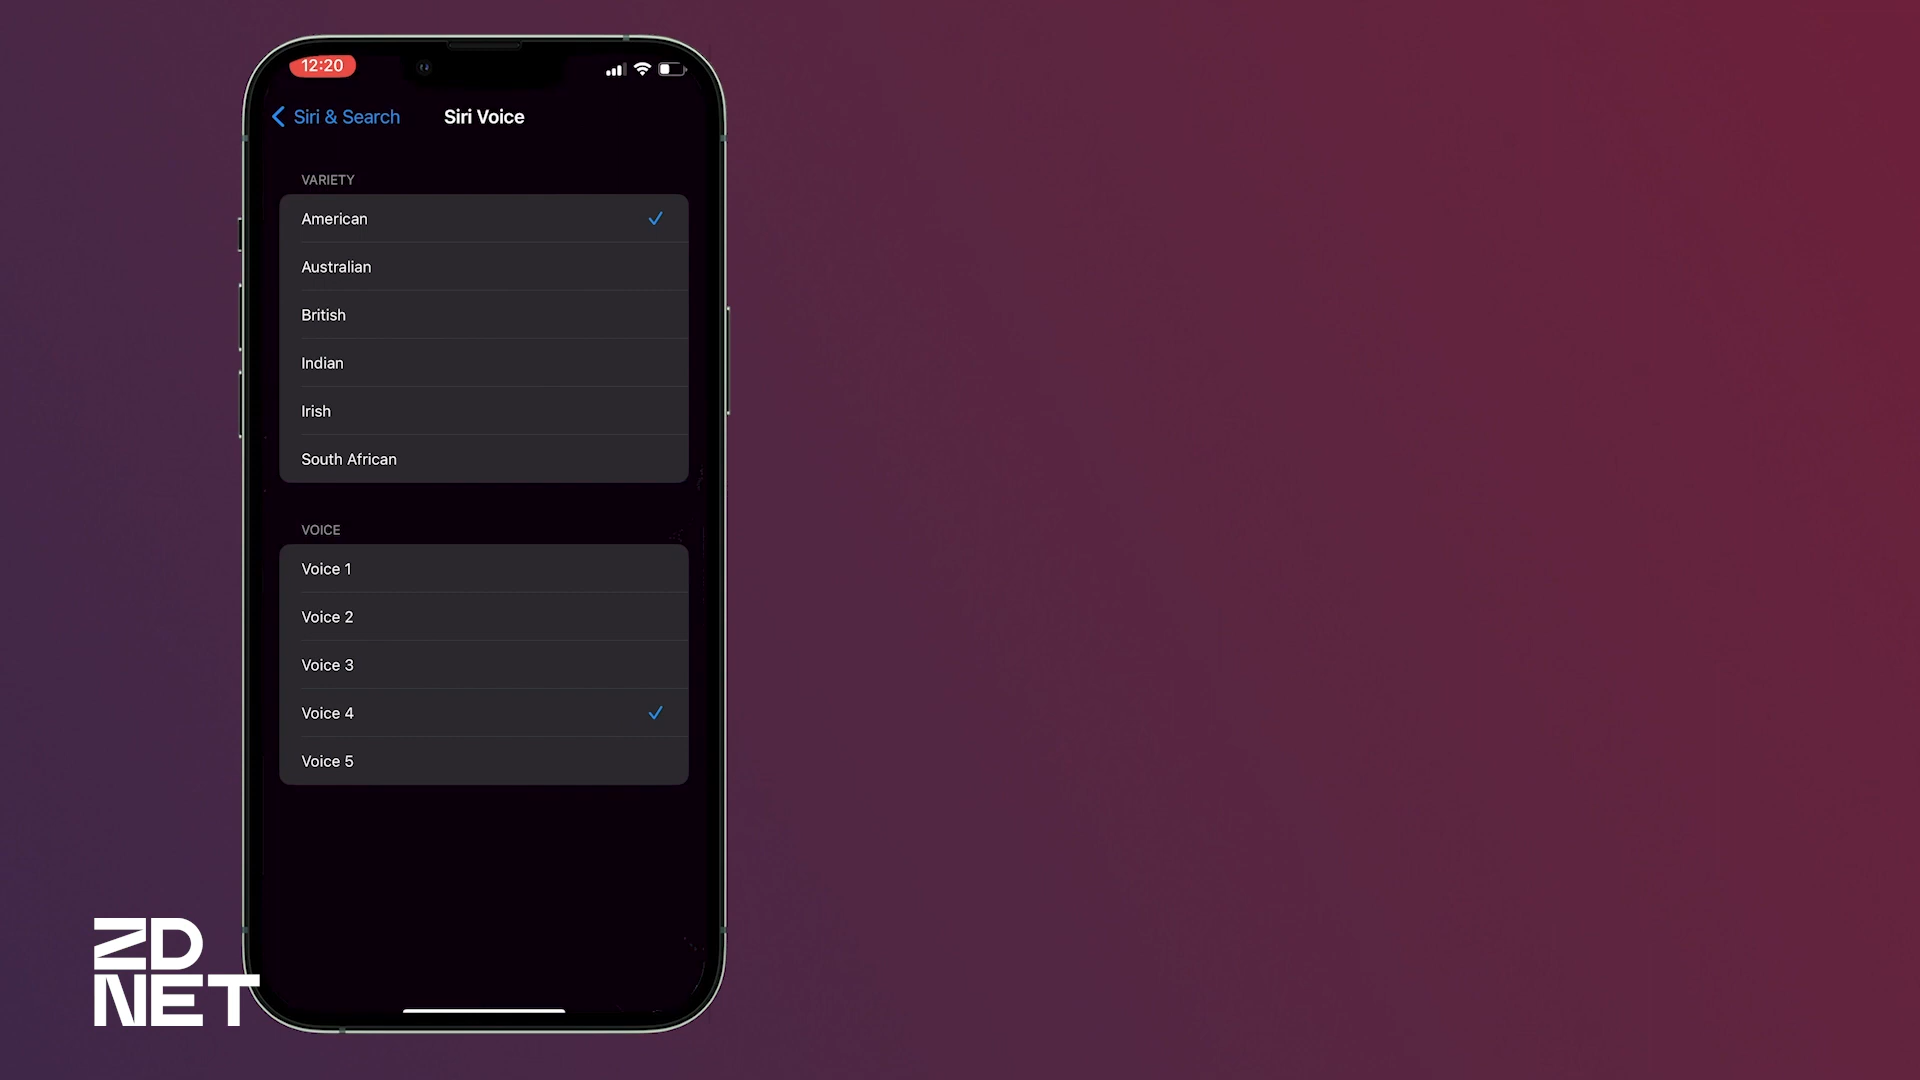 12:20
Siri & Search
Siri Voice
VARIETY
American
Australian
British
Indian
Irish
South African
VOICE
Voice 1
Voice 2
Voice 3
Voice 4
Voice 5
ZD
NET